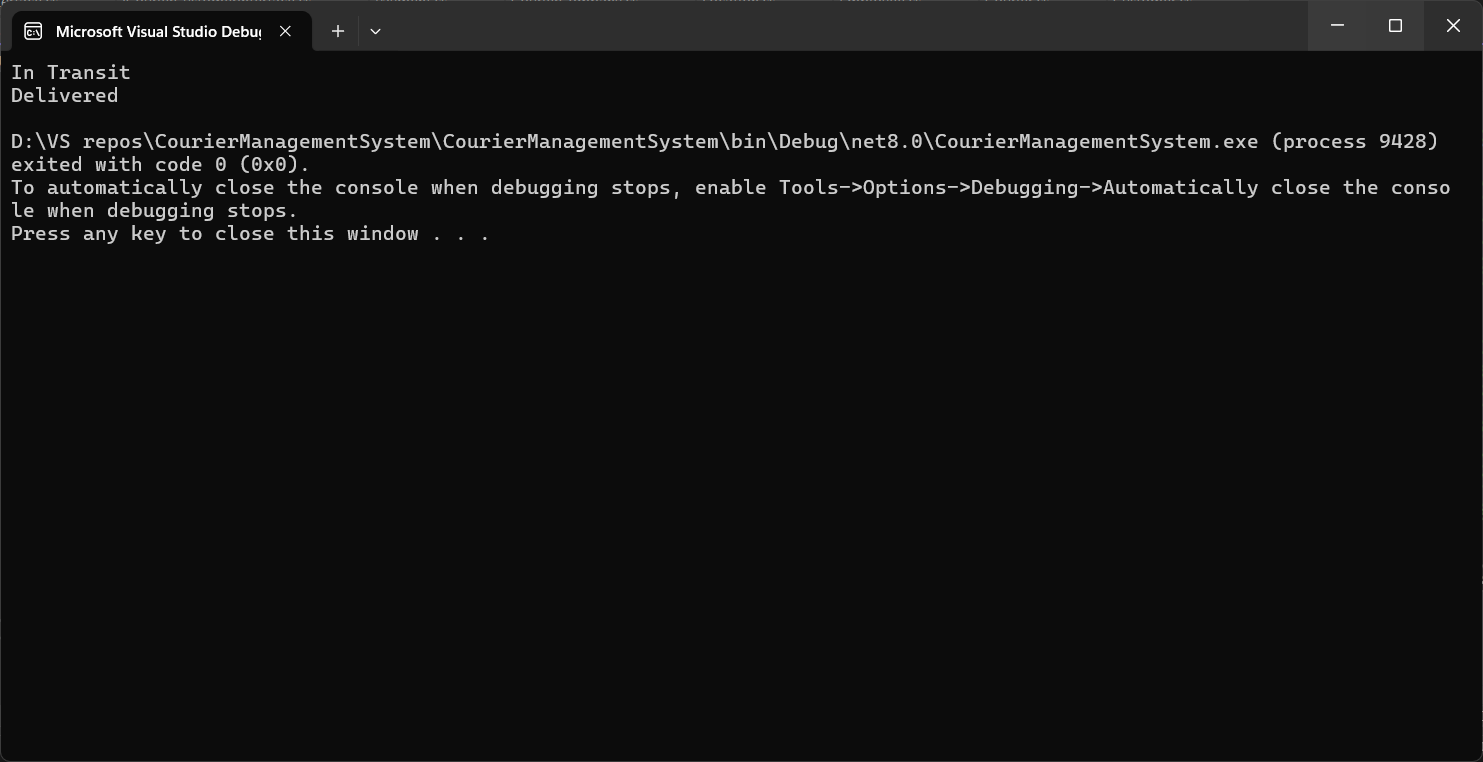 Microsoft Visual Studio Debu
In Transit
Delivered
D:\VS repos\CourierManagementSystem\CourierManagementSystem\bin\Debug\net8.0\CourierManagementSystem.exe (process 9428)
exited with code 0 (0x0).
To automatically close the console when debugging stops, enable Tools->Options->Debugging->Automatically close the conso
le when debugging stops.
Press any key to close this window . . .